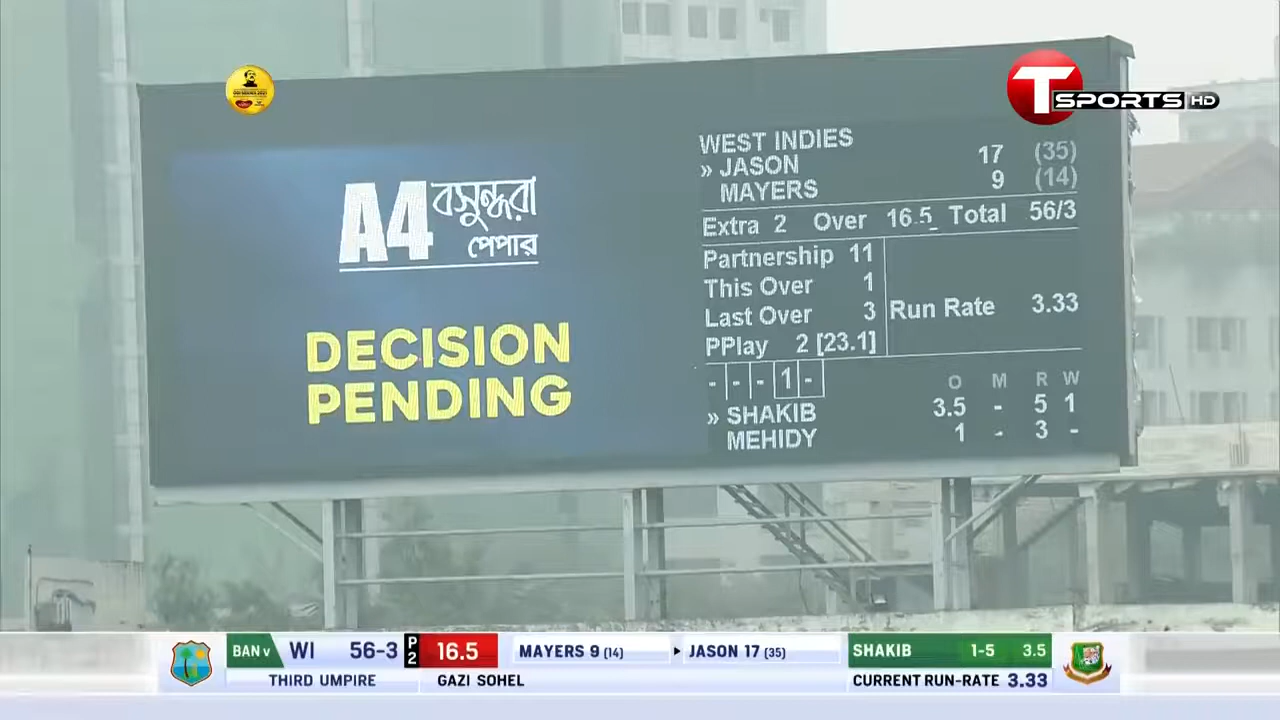 T SPORTS HD
A4 বসুন্ধরা
পেপার
DECISION
PENDING
WEST INDIES
» JASON 17 (35)
MAYERS 9 (14)
Extra 2 Over 16.5 Total 56/3
Partnership 11
This Over 1
Last Over 3
PPlay 2 [23.1]
Run Rate 3.33
- - - 1 -
O M R W
» SHAKIB 3.5 - 5 1
MEHIDY 1 - 3 -
BAN v WI 56-3 P2 16.5 MAYERS 9 (14) ▸ JASON 17 (35) SHAKIB 1-5 3.5
THIRD UMPIRE GAZI SOHEL CURRENT RUN-RATE 3.33